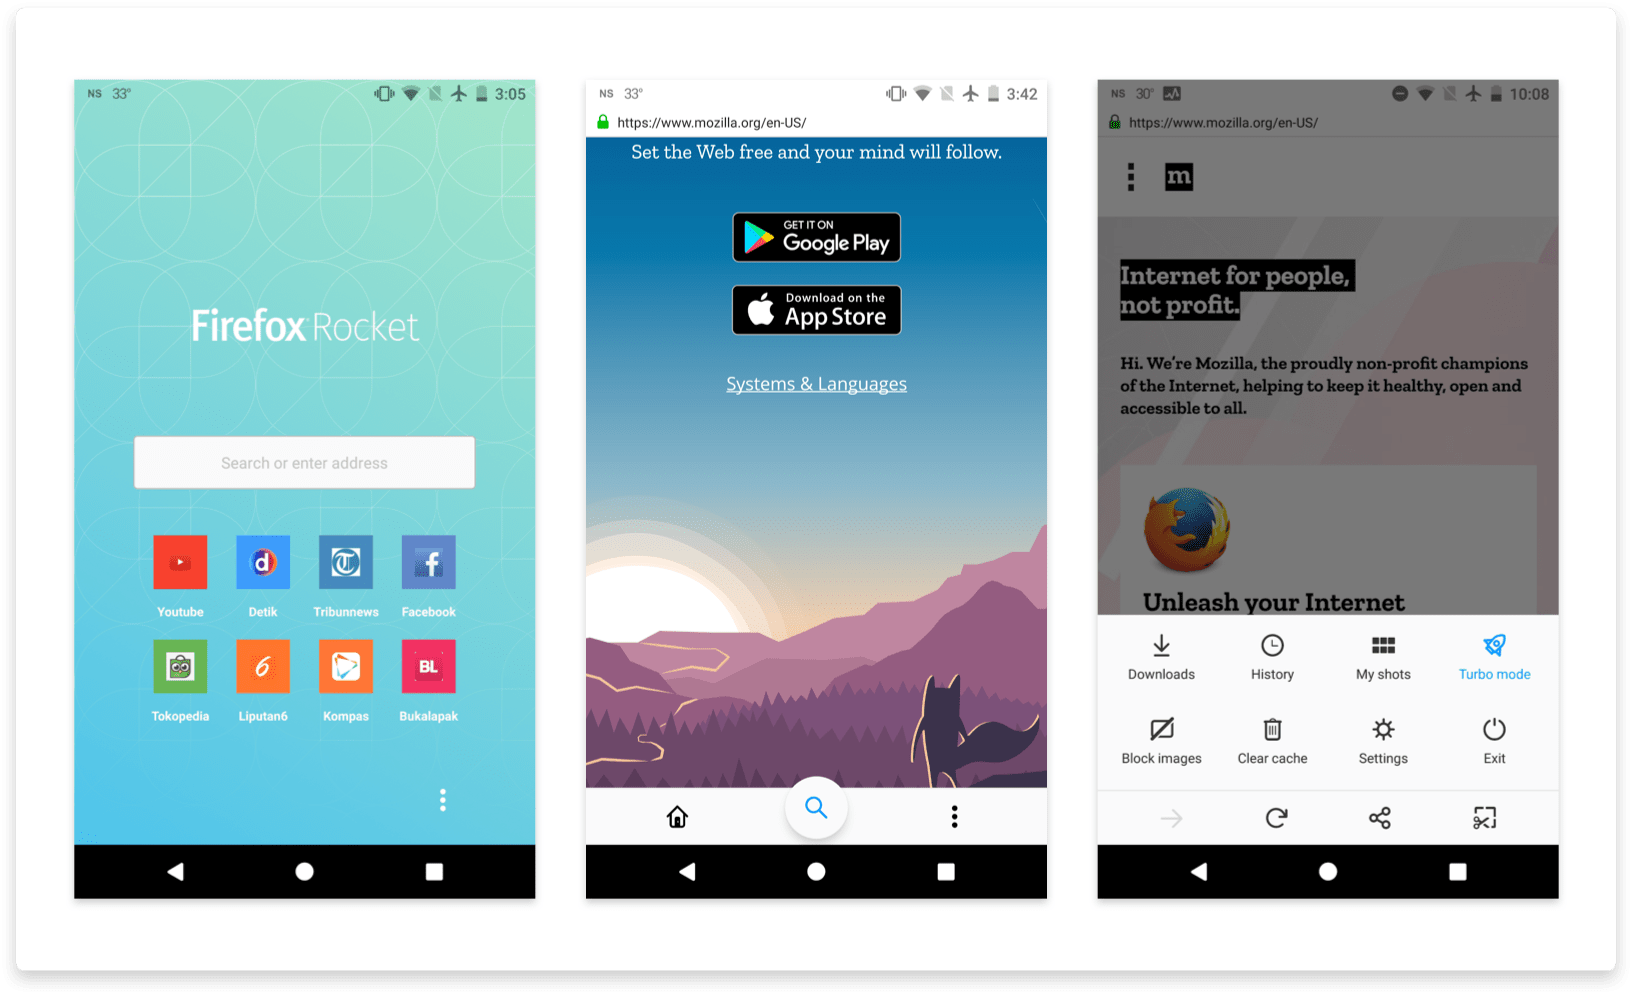 NS 33° 3:05
Firefox Rocket
Search or enter address
Youtube Detik Tribunnews Facebook
d T f
6 BL
Tokopedia Liputan6 Kompas Bukalapak
NS 33° 3:42
https://www.mozilla.org/en-US/
Set the Web free and your mind will follow.
GET IT ON
Google Play
Download on the
App Store
Systems & Languages
NS 30° 10:08
https://www.mozilla.org/en-US/
m
Internet for people,
not profit.
Hi. We're Mozilla, the proudly non-profit champions
of the Internet, helping to keep it healthy, open and
accessible to all.
Unleash your Internet
Downloads History My shots Turbo mode
Block images Clear cache Settings Exit